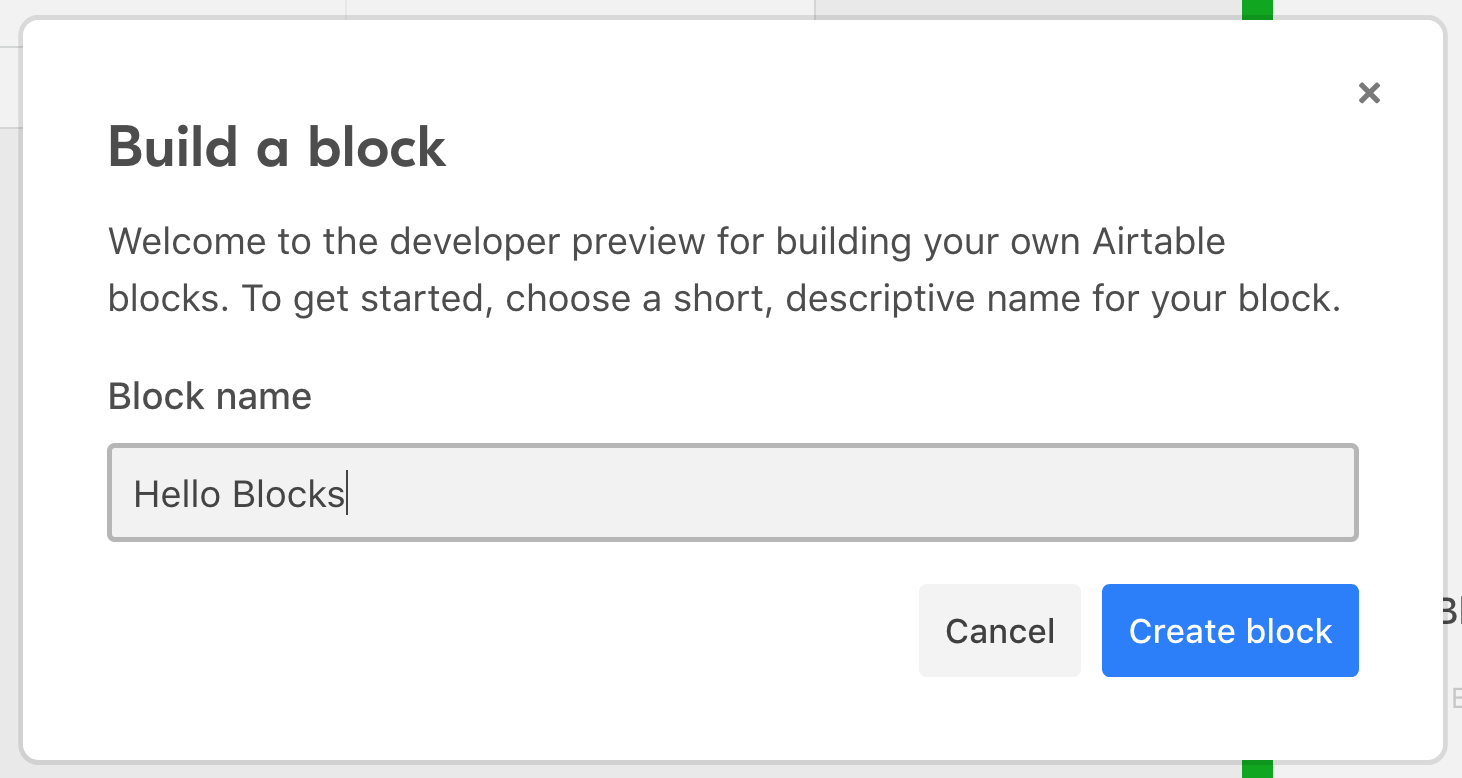 Build a block
Welcome to the developer preview for building your own Airtable
blocks. To get started, choose a short, descriptive name for your block.
Block name
Hello Blocks
Cancel
Create block